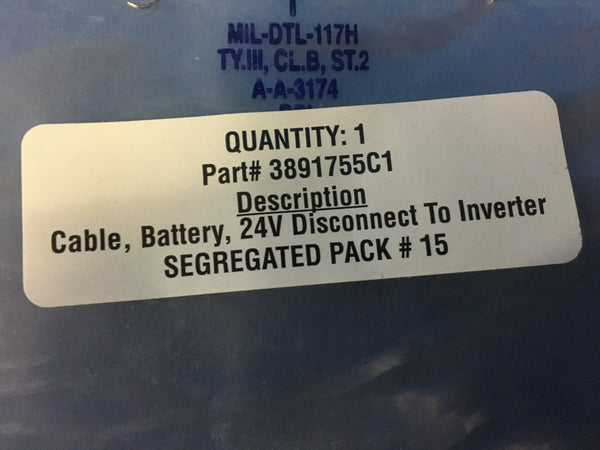 MIL-DTL-117H
TY.III, CL.B, ST.2
A-A-3174
QUANTITY: 1
Part# 3891755C1
Description
Cable, Battery, 24V Disconnect To Inverter
SEGREGATED PACK # 15